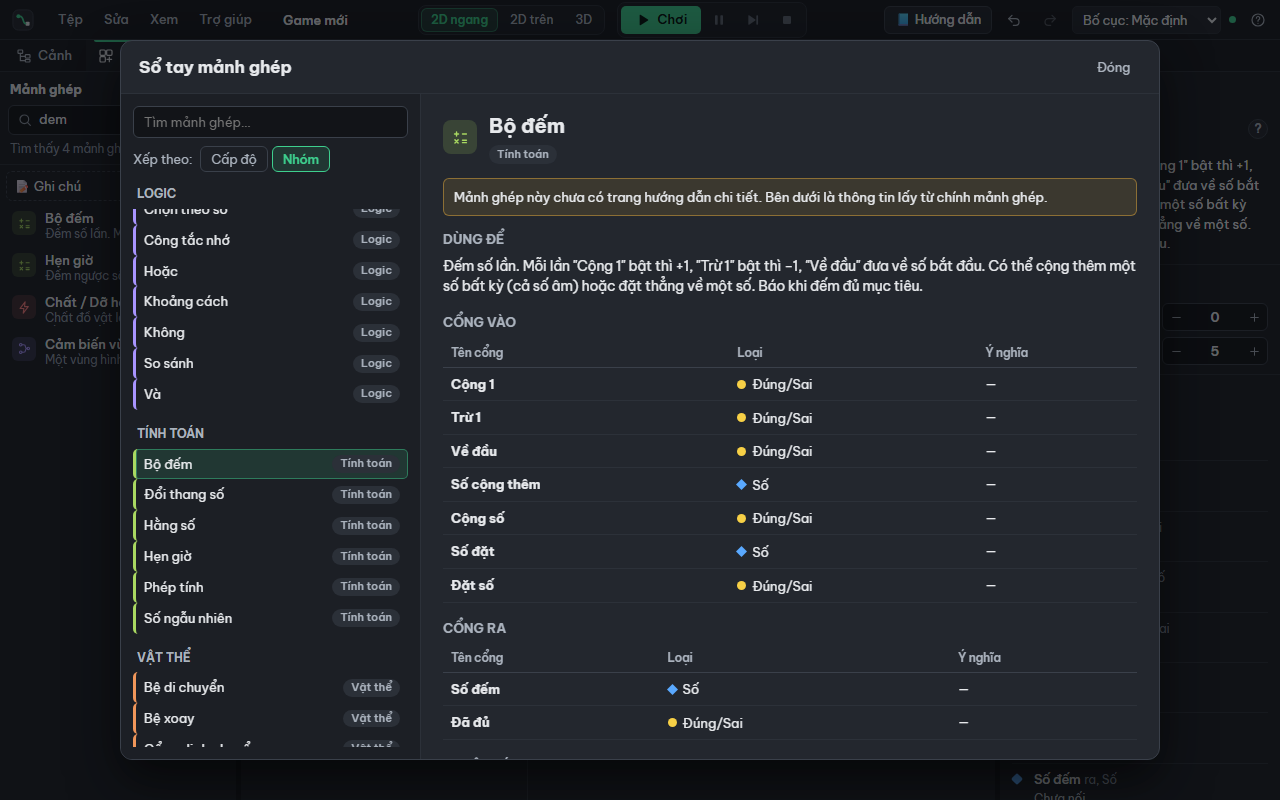 Tệp Sửa Xem Trợ giúp Game mới 2D ngang 2D trên 3D Chơi Hướng dẫn Bố cục: Mặc định
Cảnh
Mảnh ghép
dem
Tìm thấy 4 mảnh gh
Ghi chú
Bộ đếm
Đếm số lần. M
Hẹn giờ
Đếm ngược s
Chất / Dỡ h
Chất đồ vật l
Cảm biến vù
Một vùng hình
Sổ tay mảnh ghép
Đóng
Tìm mảnh ghép...
Xếp theo: Cấp độ Nhóm
LOGIC
Chọn theo số Logic
Công tắc nhớ Logic
Hoặc Logic
Khoảng cách Logic
Không Logic
So sánh Logic
Và Logic
TÍNH TOÁN
Bộ đếm Tính toán
Đổi thang số Tính toán
Hằng số Tính toán
Hẹn giờ Tính toán
Phép tính Tính toán
Số ngẫu nhiên Tính toán
VẬT THỂ
Bệ di chuyển Vật thể
Bệ xoay Vật thể
Bộ đếm
Tính toán
Mảnh ghép này chưa có trang hướng dẫn chi tiết. Bên dưới là thông tin lấy từ chính mảnh ghép.
DÙNG ĐỂ
Đếm số lần. Mỗi lần "Cộng 1" bật thì +1, "Trừ 1" bật thì −1, "Về đầu" đưa về số bắt đầu. Có thể cộng thêm một
số bất kỳ (cả số âm) hoặc đặt thẳng về một số. Báo khi đếm đủ mục tiêu.
CỔNG VÀO
Tên cổng Loại Ý nghĩa
Cộng 1 Đúng/Sai —
Trừ 1 Đúng/Sai —
Về đầu Đúng/Sai —
Số cộng thêm Số —
Cộng số Đúng/Sai —
Số đặt Số —
Đặt số Đúng/Sai —
CỔNG RA
Tên cổng Loại Ý nghĩa
Số đếm Số —
Đã đủ Đúng/Sai —
?
ng 1" bật thì +1,
u" đưa về số bắt
một số bất kỳ
ẳng về một số.
u.
− 0 +
− 5 +
Số đếm ra, Số
Chưa nối